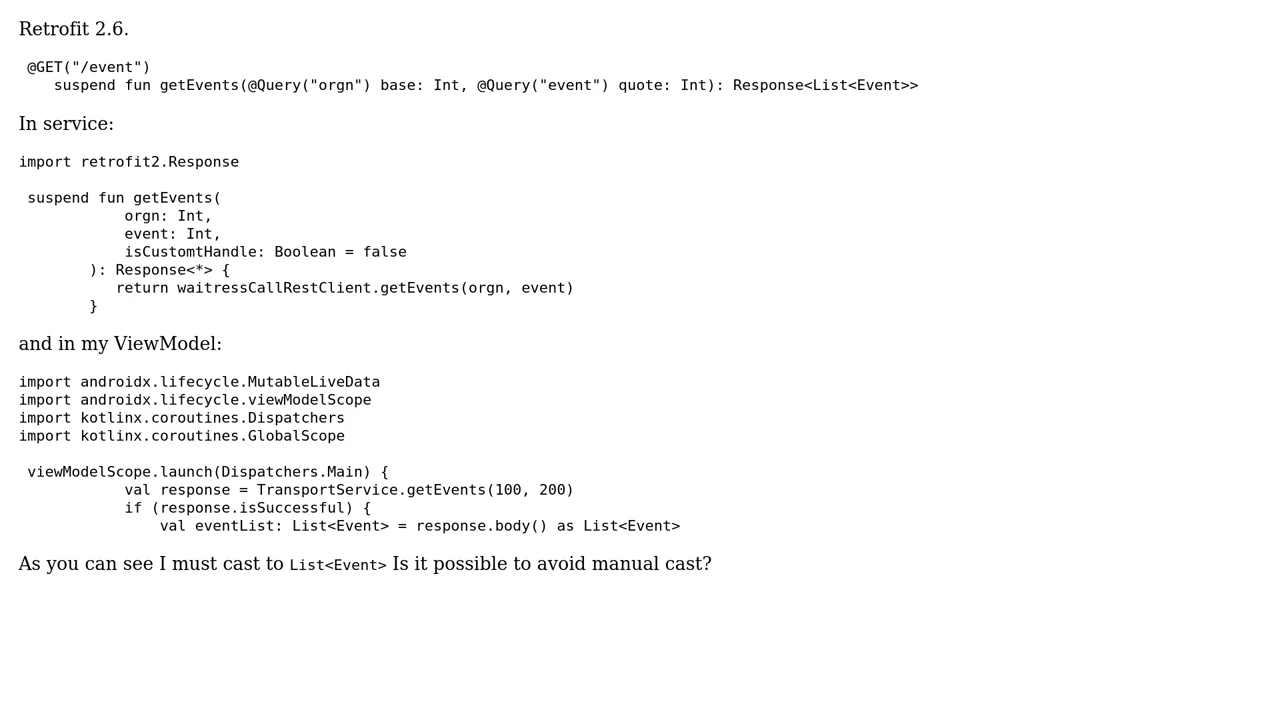 Retrofit 2.6.
@GET("/event")
suspend fun getEvents(@Query("orgn") base: Int, @Query("event") quote: Int): Response<List<Event>>
In service:
import retrofit2.Response
suspend fun getEvents(
orgn: Int,
event: Int,
isCustomtHandle: Boolean = false
): Response<*> {
return waitressCallRestClient.getEvents(orgn, event)
}
and in my ViewModel:
import androidx.lifecycle.MutableLiveData
import androidx.lifecycle.viewModelScope
import kotlinx.coroutines.Dispatchers
import kotlinx.coroutines.GlobalScope
viewModelScope.launch(Dispatchers.Main) {
val response = TransportService.getEvents(100, 200)
if (response.isSuccessful) {
val eventList: List<Event> = response.body() as List<Event>
As you can see I must cast to List<Event> Is it possible to avoid manual cast?